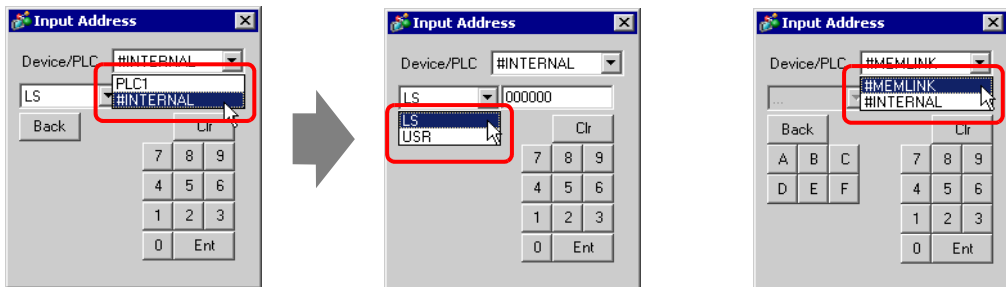 Input Address
Device/PLC #INTERNAL
PLC1
#INTERNAL
LS
Back Clr
7 8 9
4 5 6
1 2 3
0 Ent
Input Address
Device/PLC #INTERNAL
LS 000000
LS
USR
Clr
7 8 9
4 5 6
1 2 3
0 Ent
Input Address
Device/PLC #MEMLINK
#MEMLINK
#INTERNAL
...
Back Clr
A B C 7 8 9
D E F 4 5 6
1 2 3
0 Ent